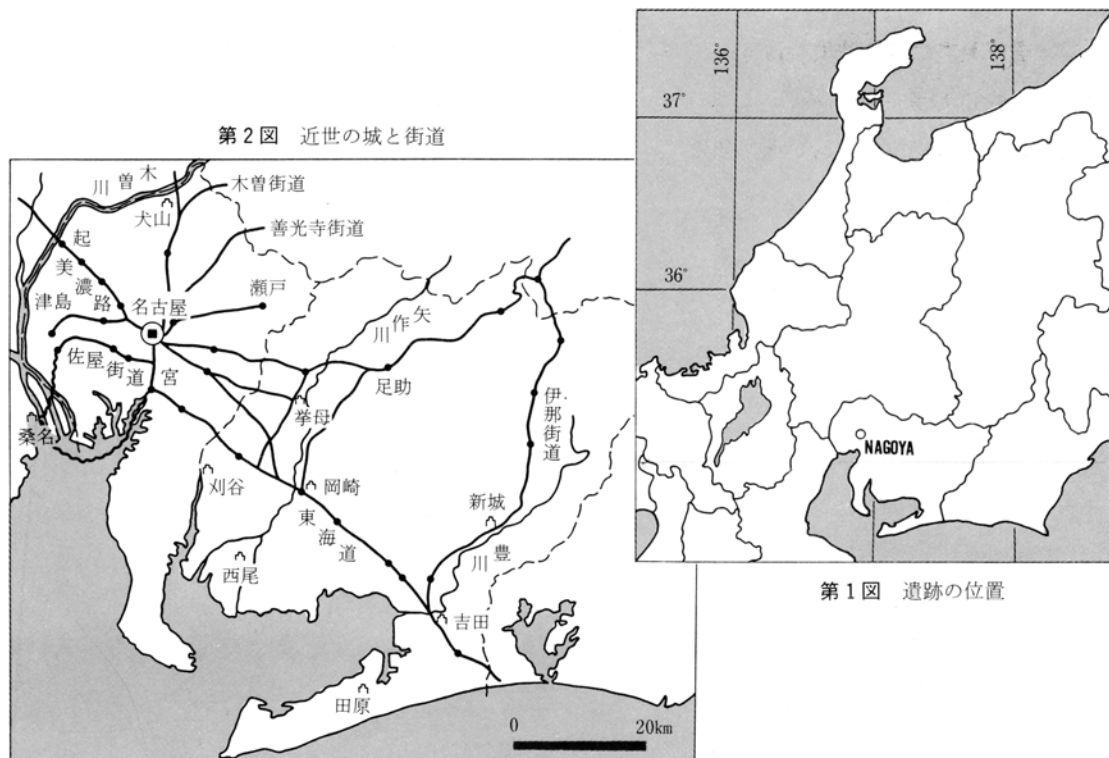 第2図 近世の城と街道
木曽川
犬山
木曽街道
善光寺街道
起
美濃路
津島
名古屋
瀬戸
佐屋街道
宮
矢作川
足助
挙母
伊那街道
桑名
刈谷
岡崎
東海道
新城
豊川
西尾
吉田
田原
0 20km
136°
138°
37°
36°
NAGOYA
第1図 遺跡の位置